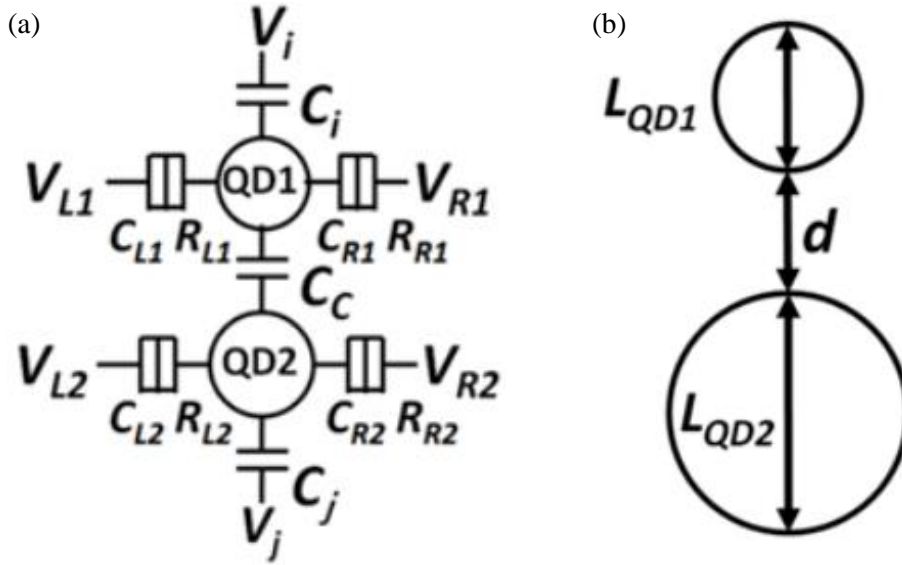 (a)
V_i
C_i
V_L1 QD1 V_R1
C_L1 R_L1 C_R1 R_R1
C_C
V_L2 QD2 V_R2
C_L2 R_L2 C_R2 R_R2
C_j
V_j
(b)
L_QD1
d
L_QD2